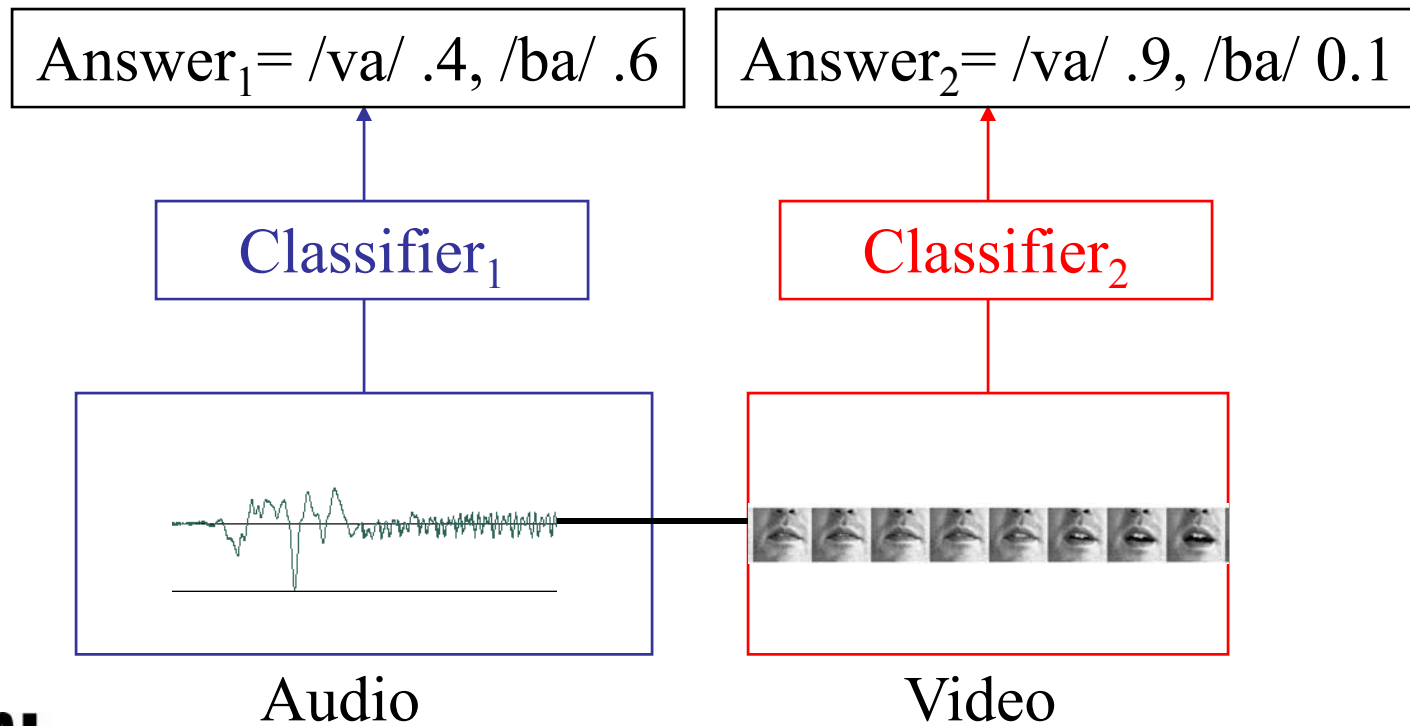 Answer₁= /va/ .4, /ba/ .6
Answer₂= /va/ .9, /ba/ 0.1
Classifier₁
Classifier₂
Audio
Video